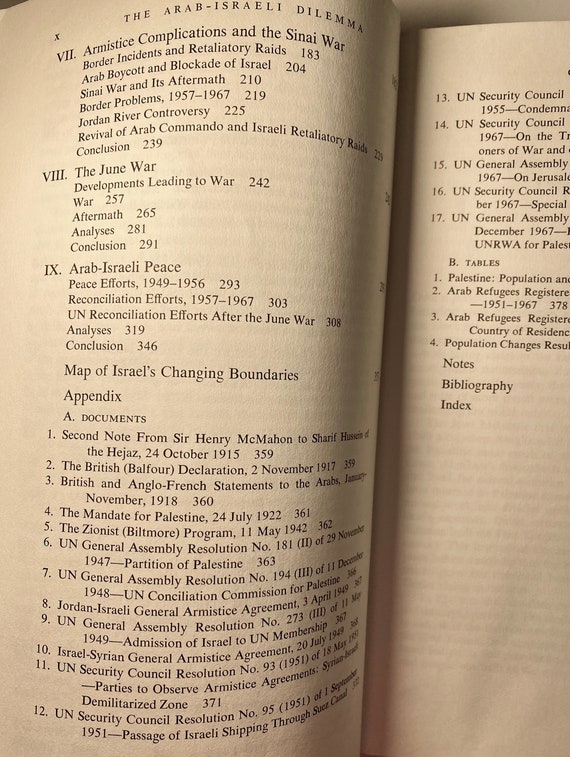 x THE ARAB-ISRAELI DILEMMA
VII. Armistice Complications and the Sinai War
Border Incidents and Retaliatory Raids 183
Arab Boycott and Blockade of Israel 204
Sinai War and Its Aftermath 210
Border Problems, 1957–1967 219
Jordan River Controversy 225
Revival of Arab Commando and Israeli Retaliatory Raids
Conclusion 239
VIII. The June War
Developments Leading to War 242
War 257
Aftermath 265
Analyses 281
Conclusion 291
IX. Arab-Israeli Peace
Peace Efforts, 1949–1956 293
Reconciliation Efforts, 1957–1967 303
UN Reconciliation Efforts After the June War 308
Analyses 319
Conclusion 346
Map of Israel's Changing Boundaries
Appendix
A. DOCUMENTS
1. Second Note From Sir Henry McMahon to Sharif Hussein of
the Hejaz, 24 October 1915 359
2. The British (Balfour) Declaration, 2 November 1917 359
3. British and Anglo-French Statements to the Arabs, January-
November, 1918 360
4. The Mandate for Palestine, 24 July 1922 361
5. The Zionist (Biltmore) Program, 11 May 1942 362
6. UN General Assembly Resolution No. 181 (II) of 29 November
1947—Partition of Palestine 363
7. UN General Assembly Resolution No. 194 (III) of 11 December
1948—UN Conciliation Commission for Palestine 366
8. Jordan-Israeli General Armistice Agreement, 3 April 1949 367
9. UN General Assembly Resolution No. 273 (III) of 11 May
1949—Admission of Israel to UN Membership 367
10. Israel-Syrian General Armistice Agreement, 20 July 1949 368
11. UN Security Council Resolution No. 93 (1951) of 18 May 1951
—Parties to Observe Armistice Agreements: Syrian-Israeli
Demilitarized Zone 371
12. UN Security Council Resolution No. 95 (1951) of 1 September
1951—Passage of Israeli Shipping Through Suez Canal
13. UN Security Council
1955—Condemna
14. UN Security Council
1967—On the Tr
oners of War and
15. UN General Assembly
1967—On Jerusal
16. UN Security Council R
ber 1967—Special
17. UN General Assembly
December 1967—
UNRWA for Palest
B. TABLES
1. Palestine: Population and
2. Arab Refugees Registere
—1951–1967 378
3. Arab Refugees Registere
Country of Residenc
4. Population Changes Resul
Notes
Bibliography
Index